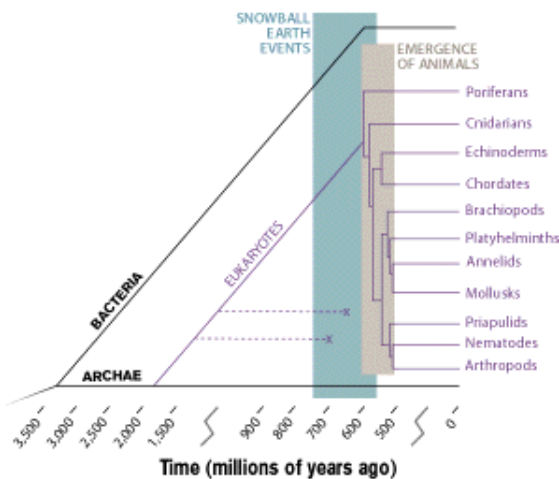 SNOWBALL
EARTH
EVENTS
EMERGENCE
OF ANIMALS
Poriferans
Cnidarians
Echinoderms
Chordates
Brachiopods
Platyhelminths
Annelids
Mollusks
Priapulids
Nematodes
Arthropods
EUKARYOTES
BACTERIA
ARCHAE
x
x
3,500 3,000 2,500 2,000 1,500 900 800 700 600 500 0
Time (millions of years ago)